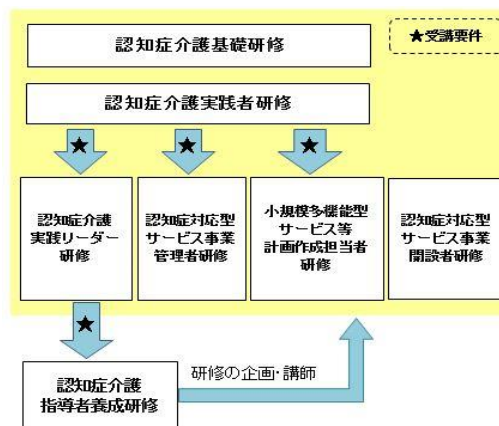 認知症介護基礎研修
★受講要件
認知症介護実践者研修
★
★
★
認知症介護
実践リーダー
研修
認知症対応型
サービス事業
管理者研修
小規模多機能型
サービス等
計画作成担当者
研修
認知症対応型
サービス事業
開設者研修
★
研修の企画・講師
認知症介護
指導者養成研修